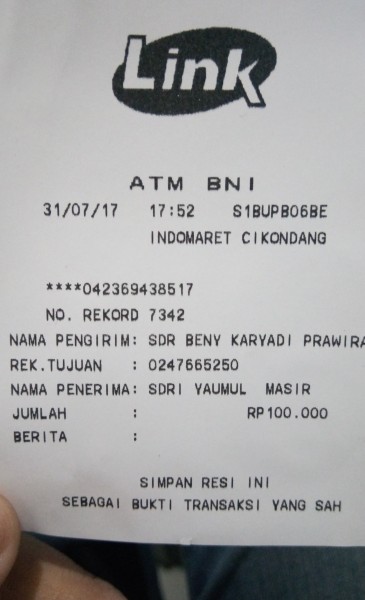 Link
ATM BNI
31/07/17 17:52 S1BUPB06BE
INDOMARET CIKONDANG
****042369438517
NO. REKORD 7342
NAMA PENGIRIM: SDR BENY KARYADI PRAWIRA
REK.TUJUAN : 0247665250
NAMA PENERIMA: SDRI YAUMUL MASIR
JUMLAH : RP100.000
BERITA :
SIMPAN RESI INI
SEBAGAI BUKTI TRANSAKSI YANG SAH